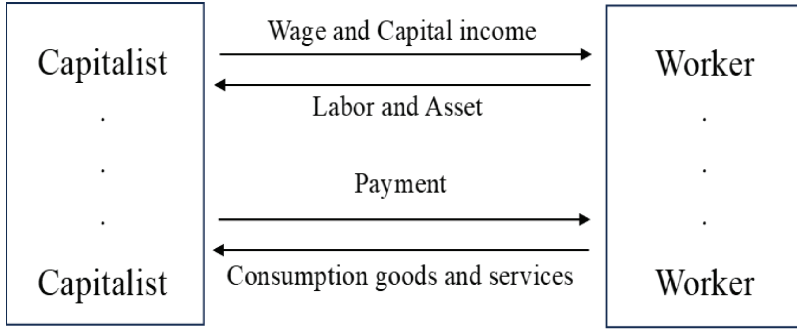 Wage and Capital income
Capitalist
Worker
Labor and Asset
.
.
.
.
Payment
.
.
Capitalist
Consumption goods and services
Worker